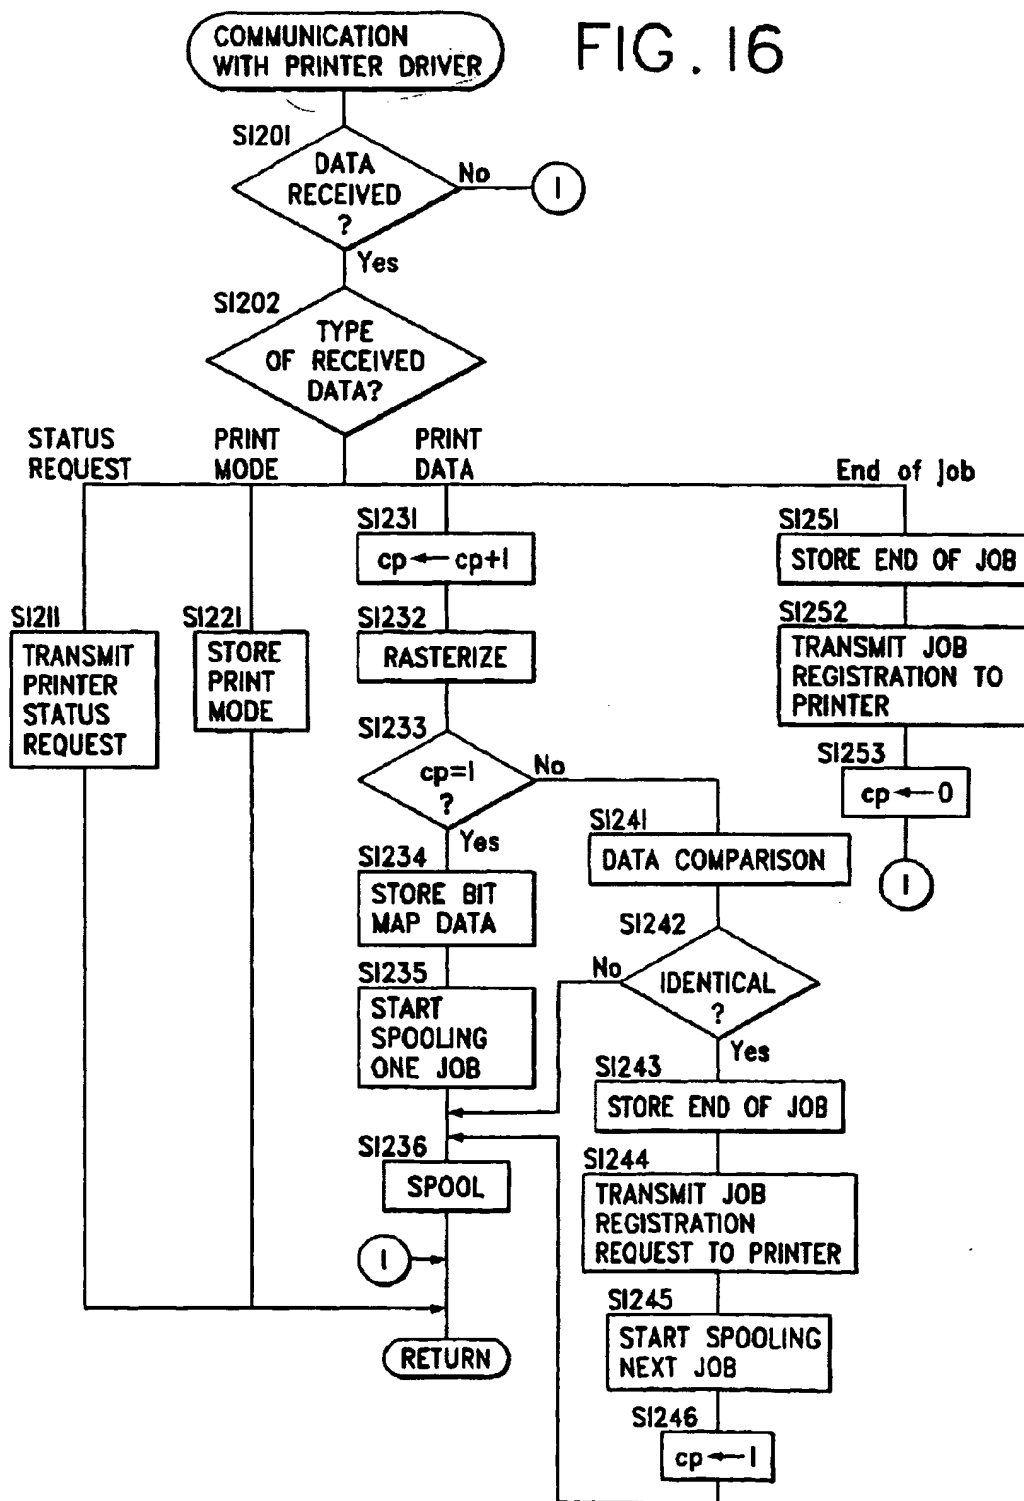 COMMUNICATION
WITH PRINTER DRIVER
FIG. 16
S1201
DATA
RECEIVED
?
No
1
Yes
S1202
TYPE
OF RECEIVED
DATA?
STATUS
REQUEST
PRINT
MODE
PRINT
DATA
End of job
S1211
TRANSMIT
PRINTER
STATUS
REQUEST
S1221
STORE
PRINT
MODE
S1231
cp ← cp+1
S1232
RASTERIZE
S1233
cp=1
?
No
Yes
S1234
STORE BIT
MAP DATA
S1235
START
SPOOLING
ONE JOB
S1236
SPOOL
1
RETURN
S1241
DATA COMPARISON
S1242
IDENTICAL
?
No
Yes
S1243
STORE END OF JOB
S1244
TRANSMIT JOB
REGISTRATION
REQUEST TO PRINTER
S1245
START SPOOLING
NEXT JOB
S1246
cp ← 1
S1251
STORE END OF JOB
S1252
TRANSMIT JOB
REGISTRATION TO
PRINTER
S1253
cp ← 0
1